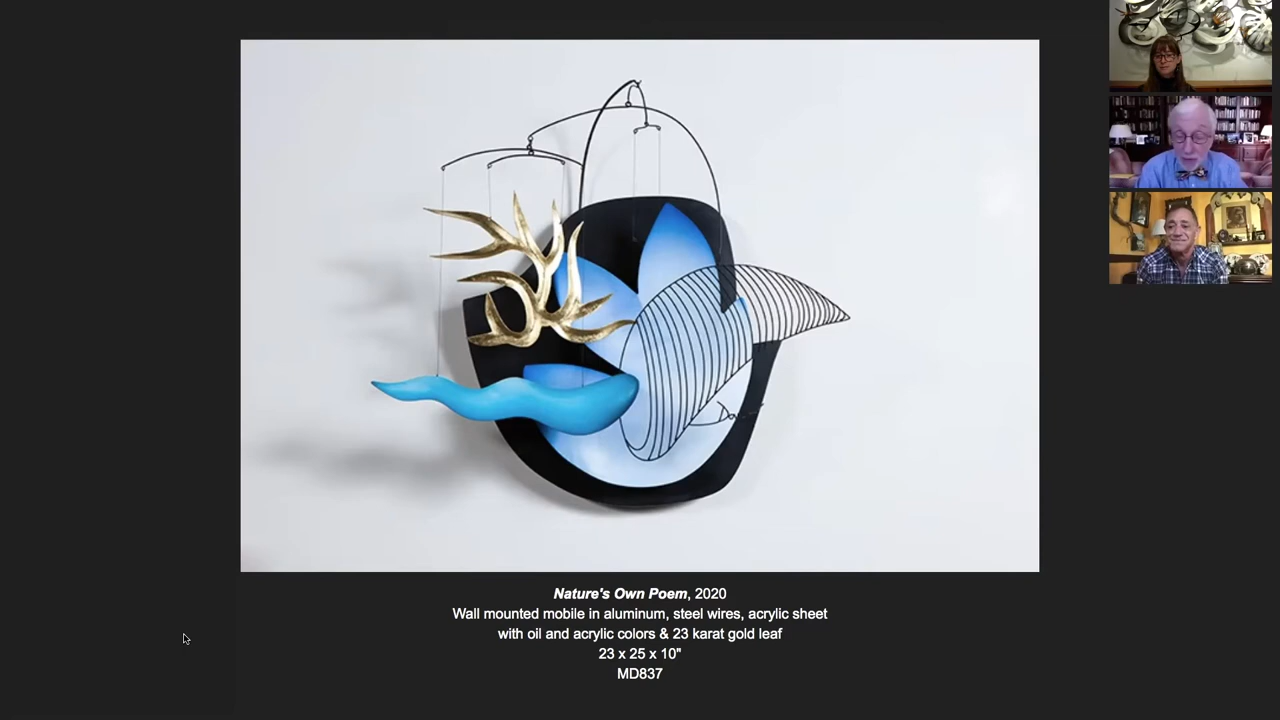 Nature's Own Poem, 2020
Wall mounted mobile in aluminum, steel wires, acrylic sheet
with oil and acrylic colors & 23 karat gold leaf
23 x 25 x 10"
MD837